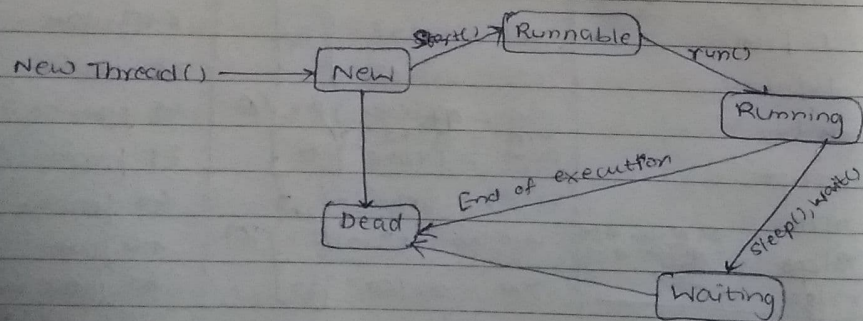 Start()
Runnable
New Thread()
New
run()
Running
End of execution
Sleep(), wait()
Dead
Waiting